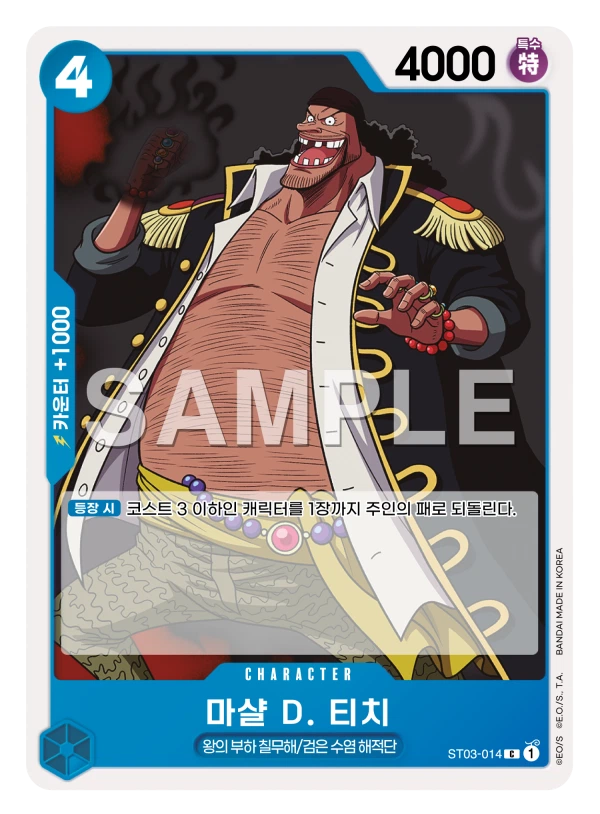 4
4000
특수
特
⚡카운터 +1000
SAMPLE
등장 시 코스트 3 이하인 캐릭터를 1장까지 주인의 패로 되돌린다.
CHARACTER
마샬 D. 티치
왕의 부하 칠무해/검은 수염 해적단
ST03-014 C 1
©EO/S ©E.O./S., T.A. BANDAI MADE IN KOREA